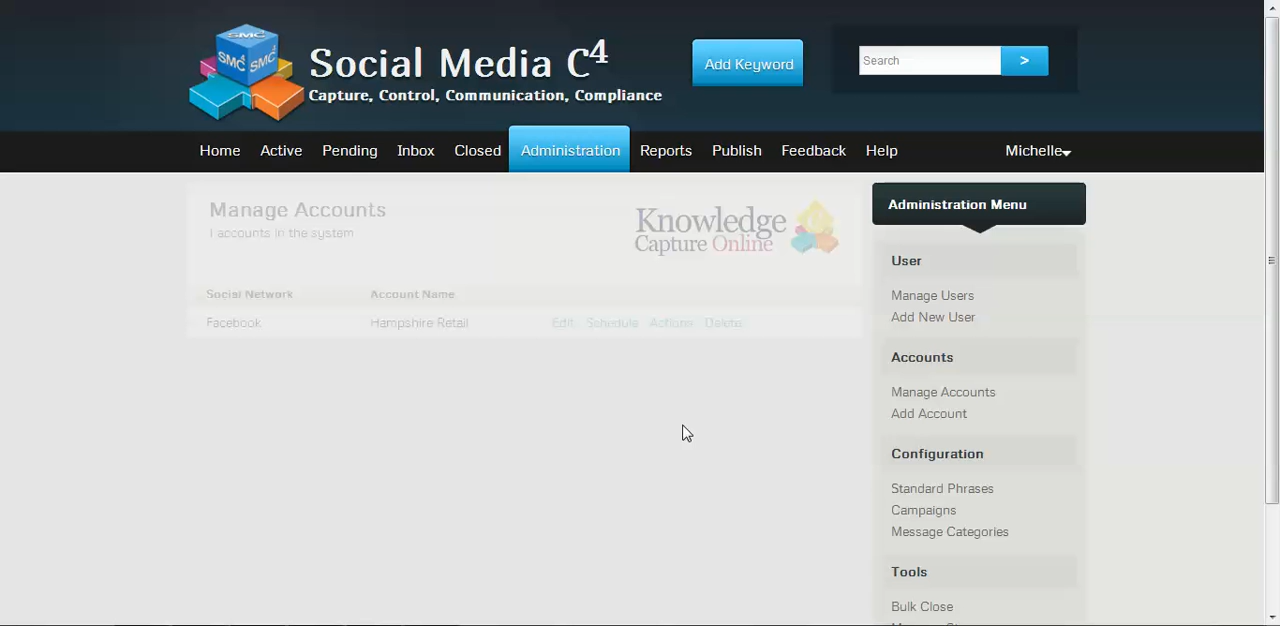 SMC
SMC SMC
Social Media C4
Capture, Control, Communication, Compliance
Add Keyword
Search
>
Home
Active
Pending
Inbox
Closed
Administration
Reports
Publish
Feedback
Help
Michelle
Manage Accounts
1 accounts in the system
Knowledge
Capture Online
Social Network
Account Name
Facebook
Hampshire Retail
Edit
Schedule
Actions
Delete
Administration Menu
User
Manage Users
Add New User
Accounts
Manage Accounts
Add Account
Configuration
Standard Phrases
Campaigns
Message Categories
Tools
Bulk Close